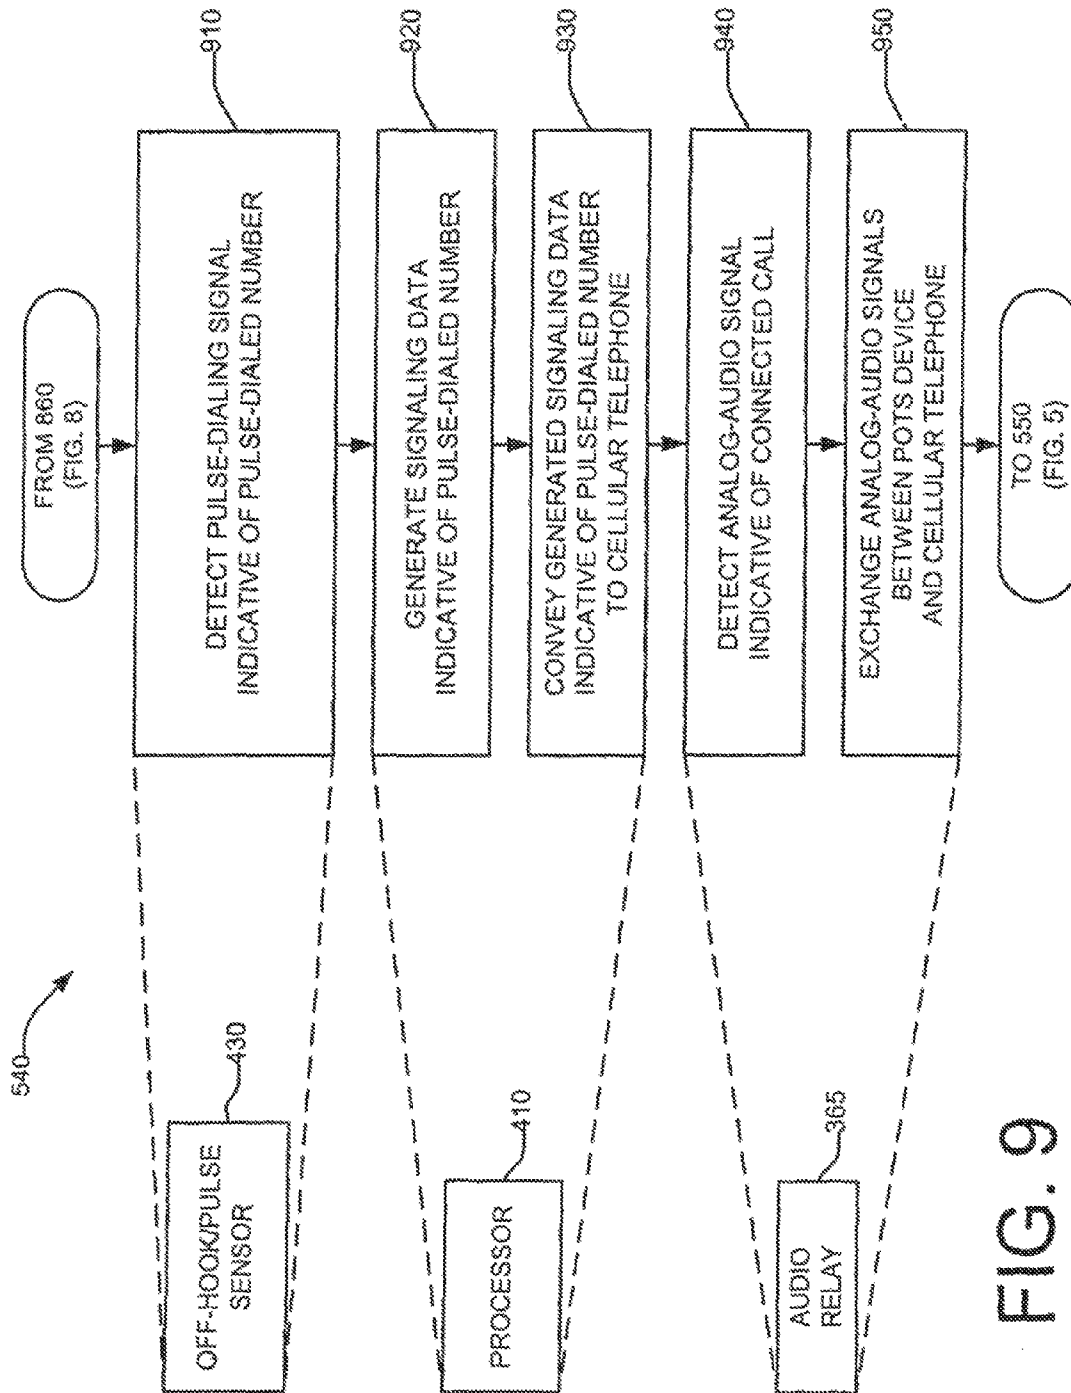 540
FROM 860
(FIG. 8)
OFF-HOOK/PULSE
SENSOR
430
DETECT PULSE-DIALING SIGNAL
INDICATIVE OF PULSE-DIALED NUMBER
910
PROCESSOR
410
GENERATE SIGNALING DATA
INDICATIVE OF PULSE-DIALED NUMBER
920
CONVEY GENERATED SIGNALING DATA
INDICATIVE OF PULSE-DIALED NUMBER
TO CELLULAR TELEPHONE
930
AUDIO
RELAY
365
DETECT ANALOG-AUDIO SIGNAL
INDICATIVE OF CONNECTED CALL
940
EXCHANGE ANALOG-AUDIO SIGNALS
BETWEEN POTS DEVICE
AND CELLULAR TELEPHONE
950
TO 550
(FIG. 5)
FIG. 9